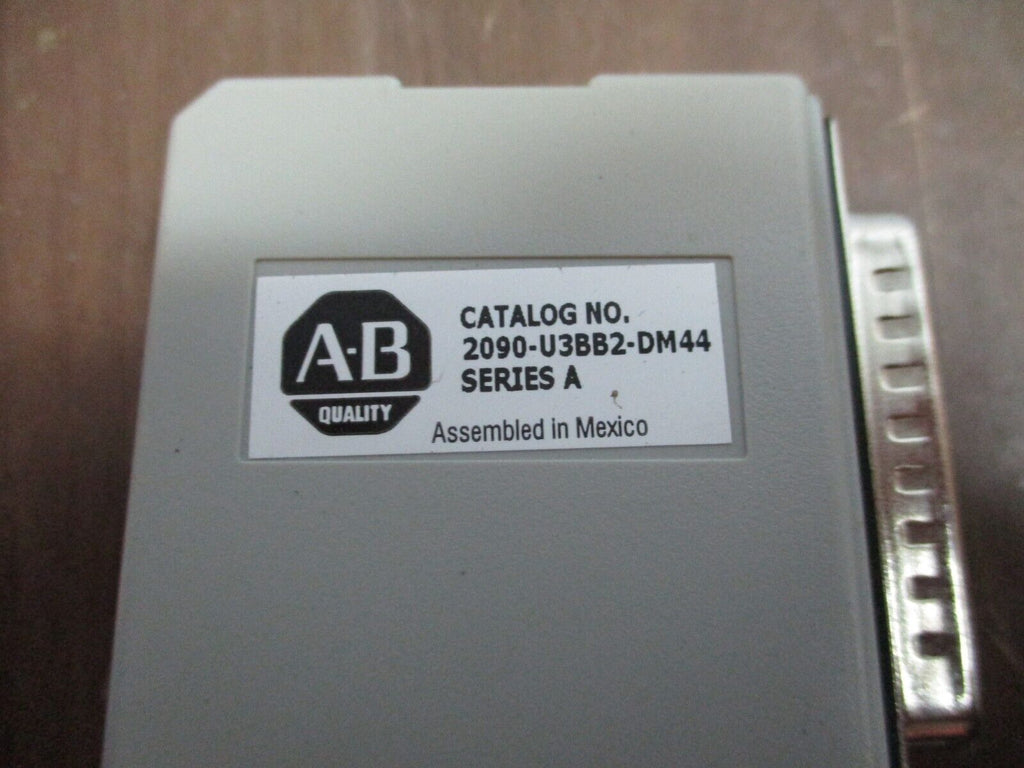 A-B
QUALITY
CATALOG NO.
2090-U3BB2-DM44
SERIES A
Assembled in Mexico